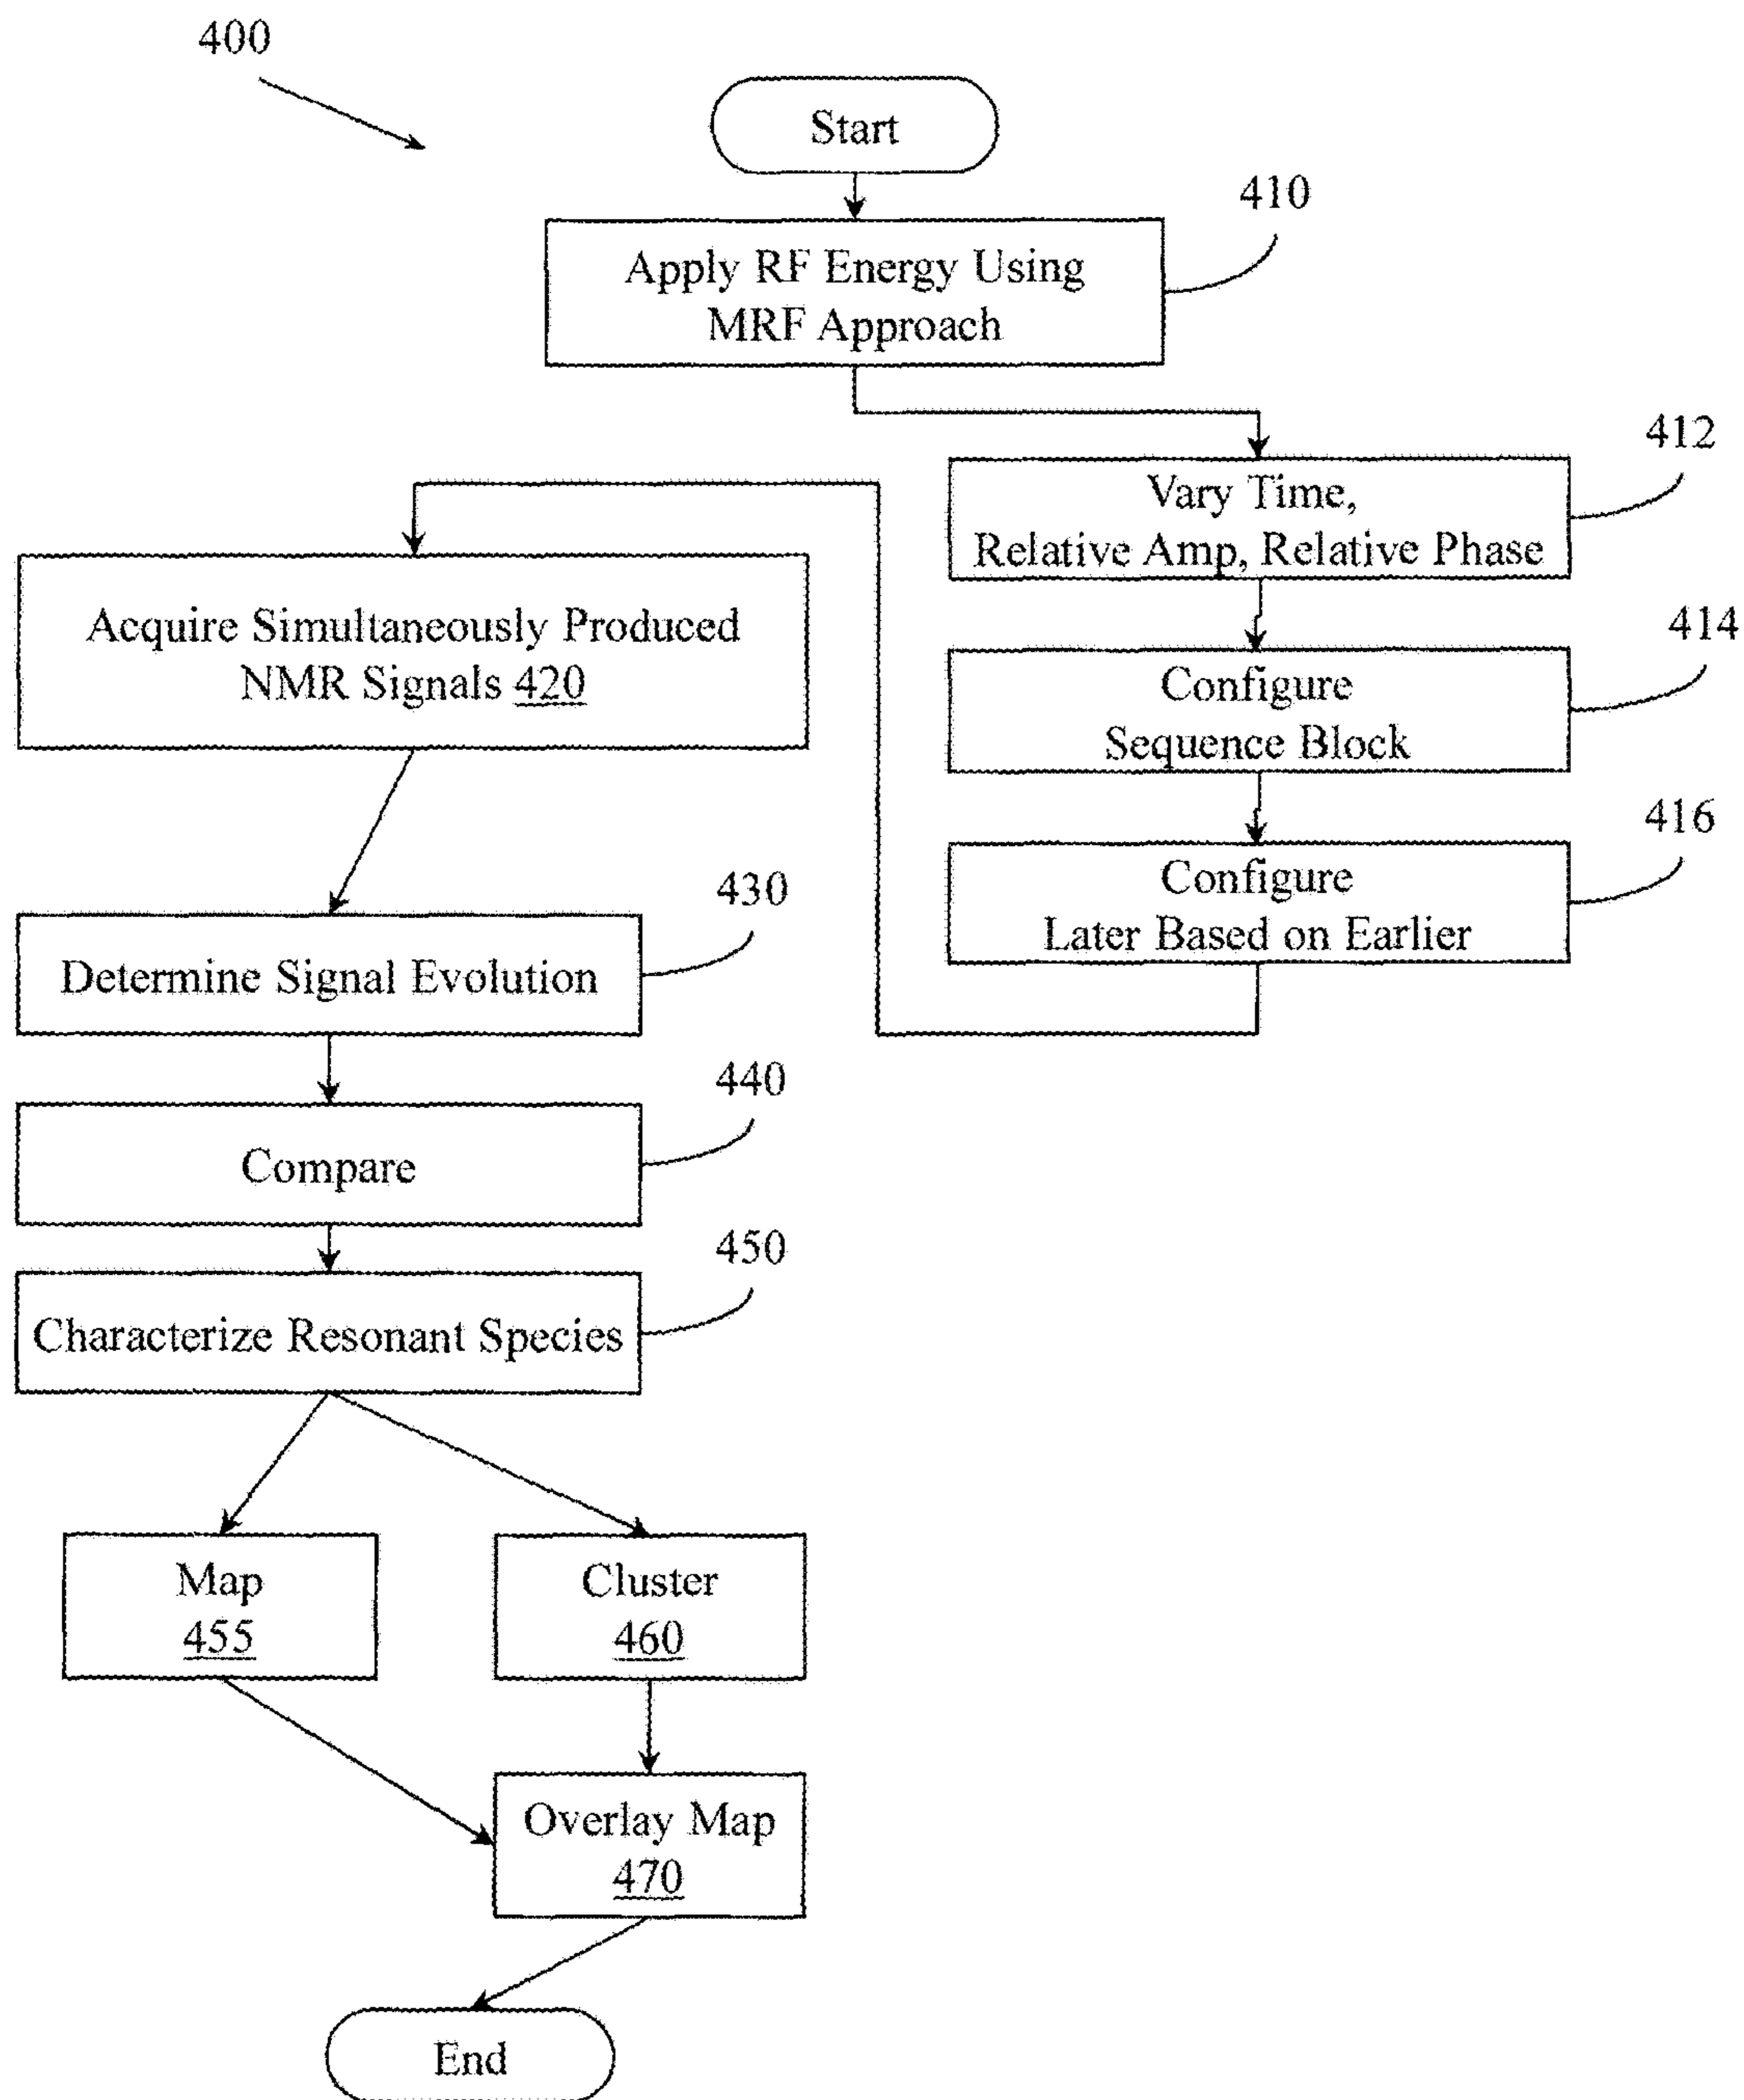 400
Start
410
Apply RF Energy Using
MRF Approach
412
Vary Time,
Relative Amp, Relative Phase
414
Configure
Sequence Block
416
Configure
Later Based on Earlier
Acquire Simultaneously Produced
NMR Signals 420
430
Determine Signal Evolution
440
Compare
450
Characterize Resonant Species
Map
455
Cluster
460
Overlay Map
470
End